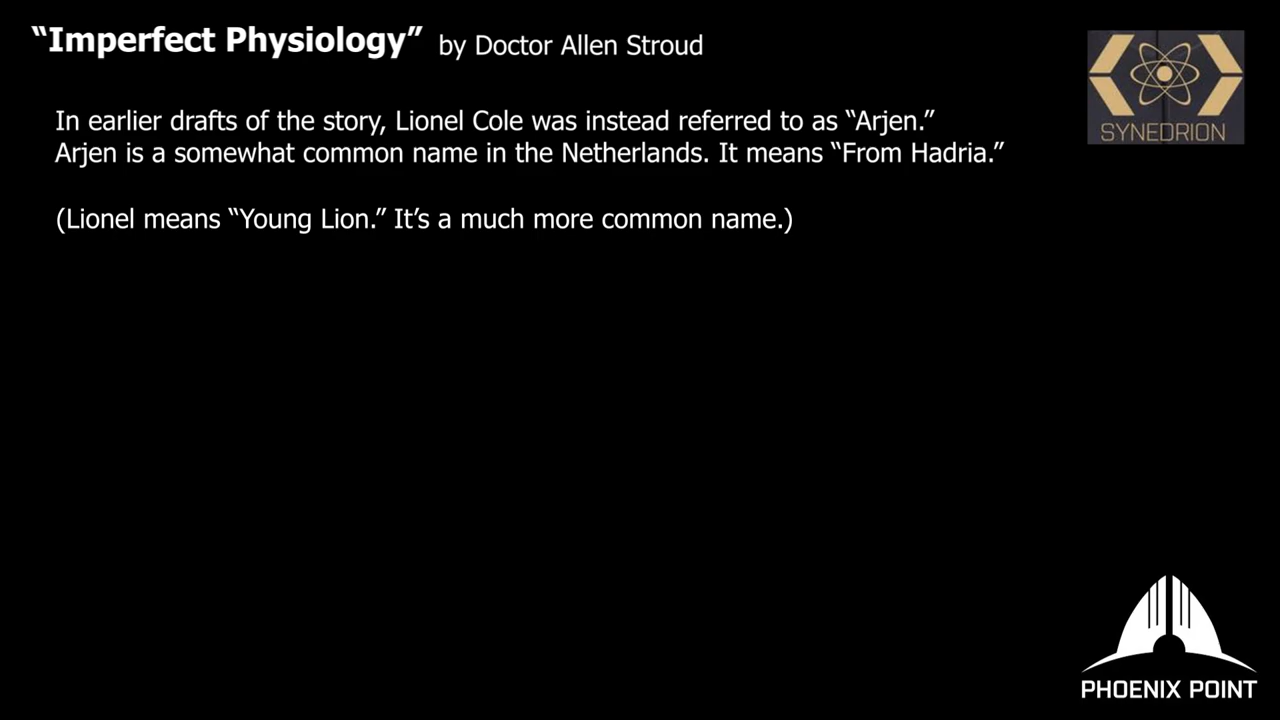 “Imperfect Physiology” by Doctor Allen Stroud
SYNEDRION
In earlier drafts of the story, Lionel Cole was instead referred to as “Arjen.”
Arjen is a somewhat common name in the Netherlands. It means “From Hadria.”
(Lionel means “Young Lion.” It’s a much more common name.)
PHOENIX POINT